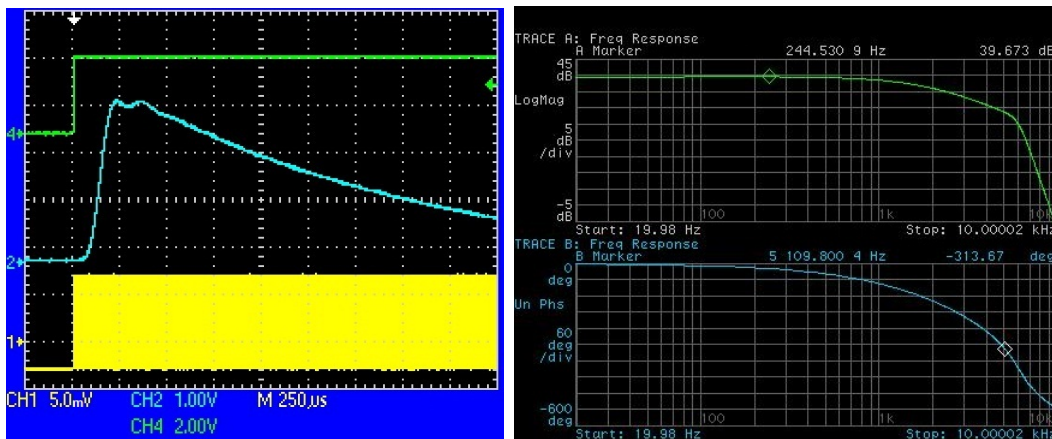 4
2
1
CH1 5.0mV CH2 1.00V M 250µs
CH4 2.00V
TRACE A: Freq Response
A Marker 244.530 9 Hz 39.673 dB
45
dB
LogMag
5
dB
/div
-5
dB
100 1k 10k
Start: 19.98 Hz Stop: 10.00002 kHz
TRACE B: Freq Response
B Marker 5 109.800 4 Hz -313.67 deg
0
deg
Un Phs
60
deg
/div
-600
deg
100 1k 10k
Start: 19.98 Hz Stop: 10.00002 kHz